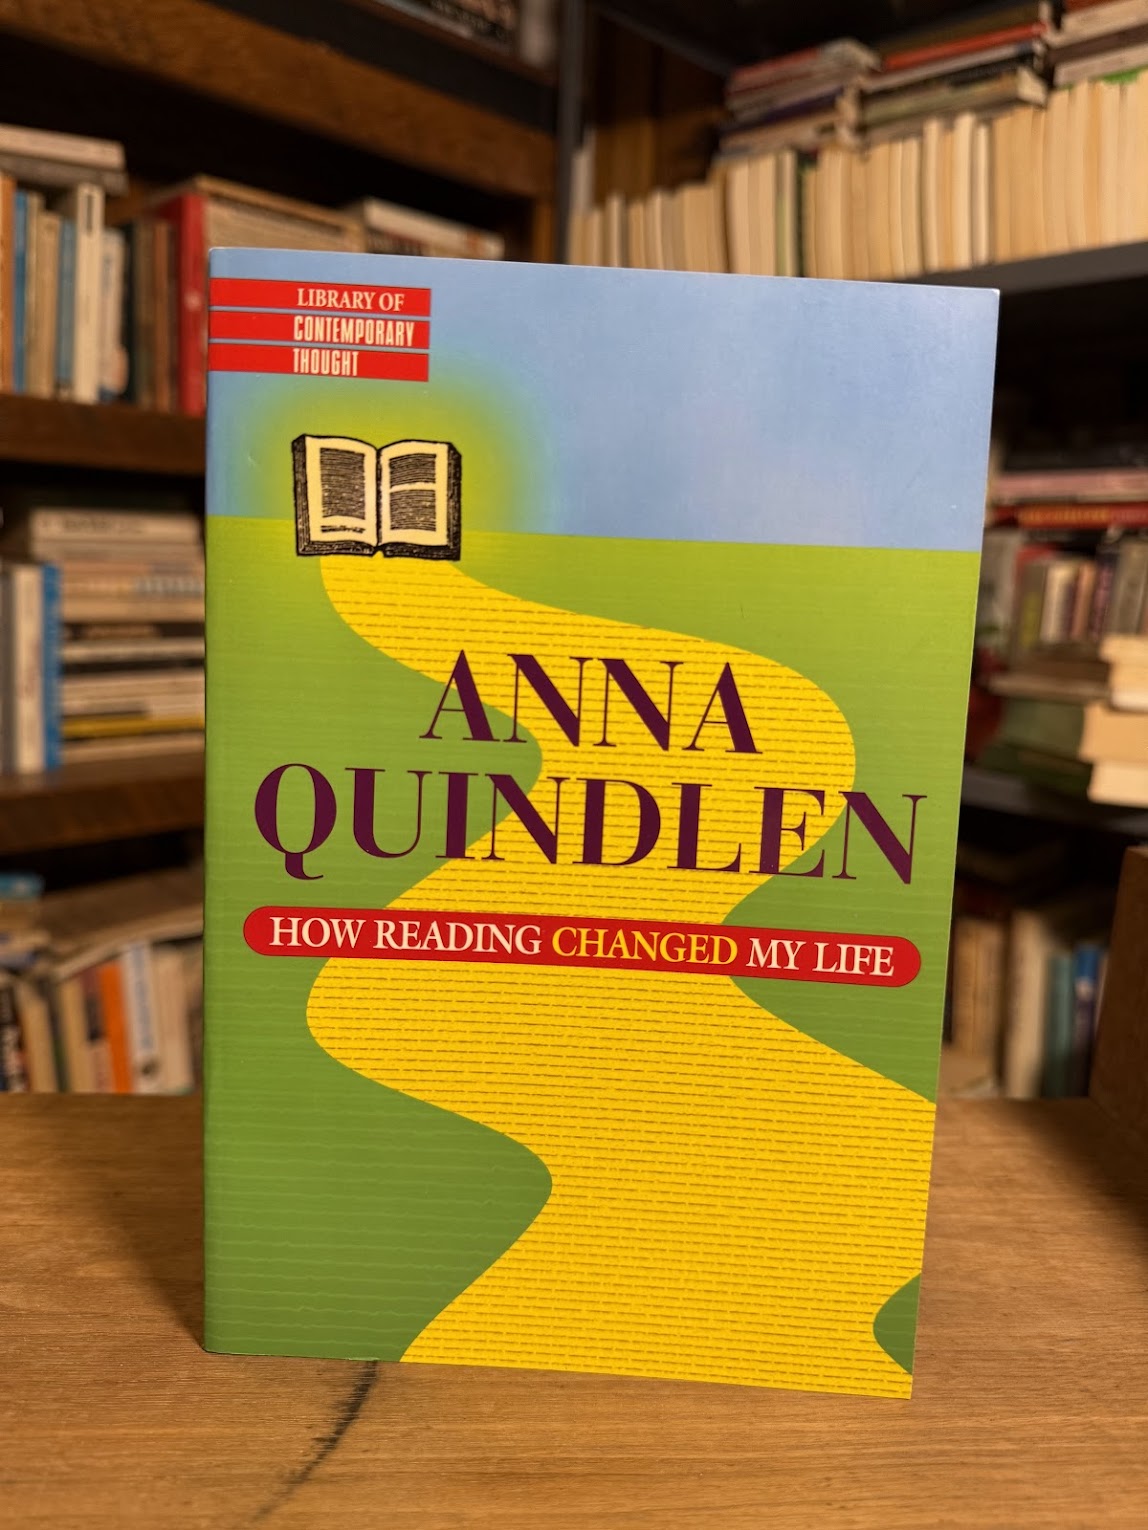 LIBRARY OF
CONTEMPORARY
THOUGHT
ANNA
QUINDLEN
HOW READING CHANGED MY LIFE